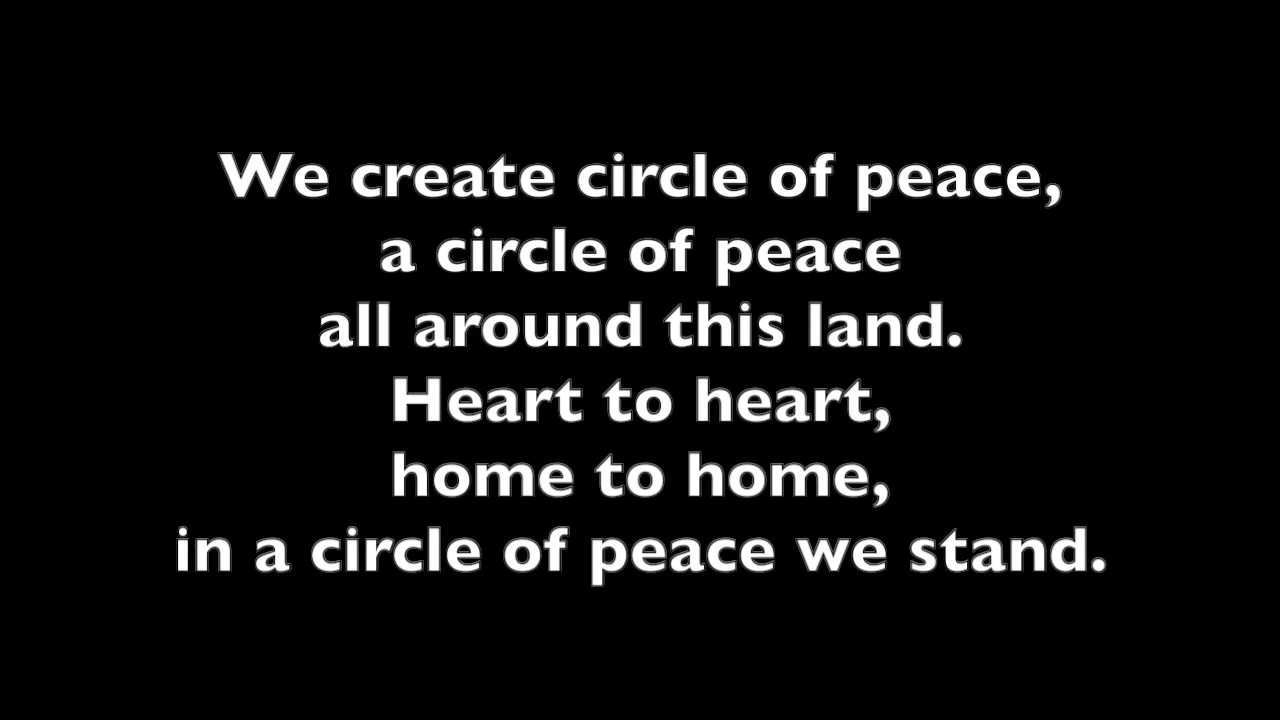 We create circle of peace,
a circle of peace
all around this land.
Heart to heart,
home to home,
in a circle of peace we stand.